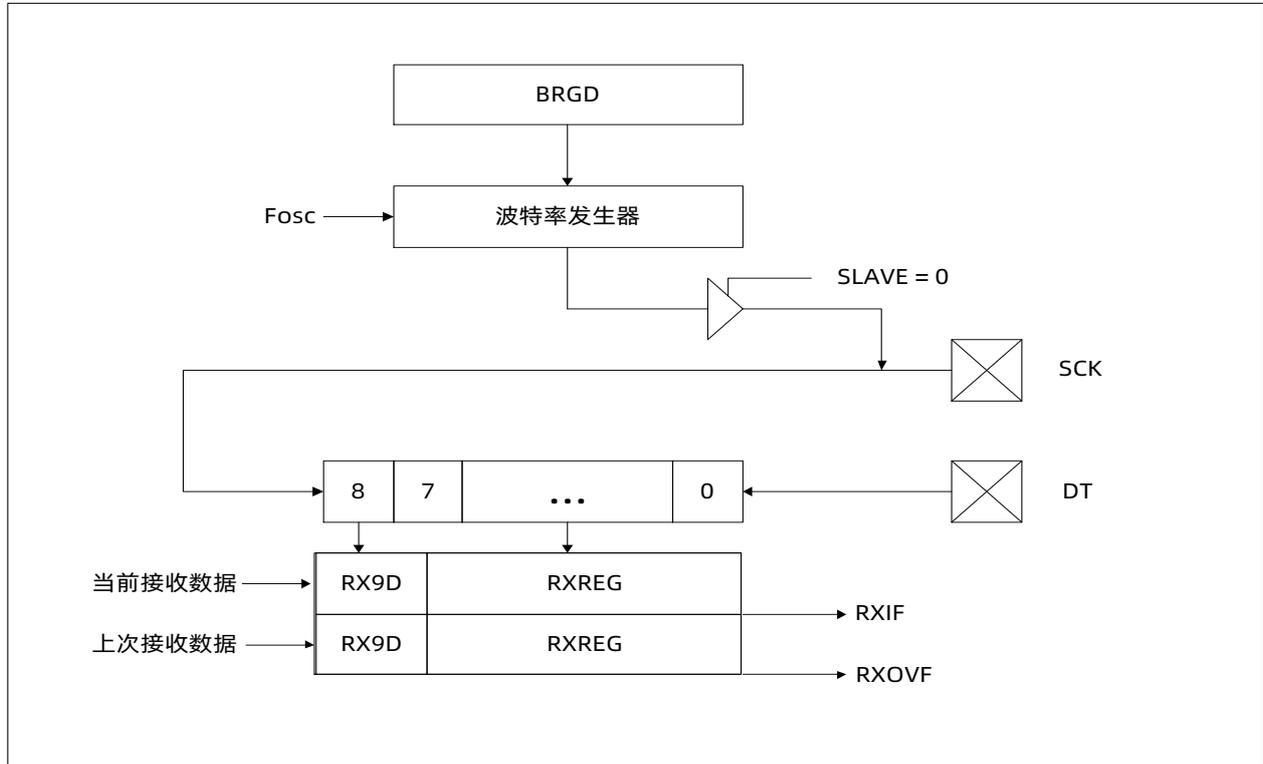 BRGD
Fosc
波特率发生器
SLAVE = 0
SCK
8 7 ... 0
DT
当前接收数据
RX9D RXREG
RXIF
上次接收数据
RX9D RXREG
RXOVF